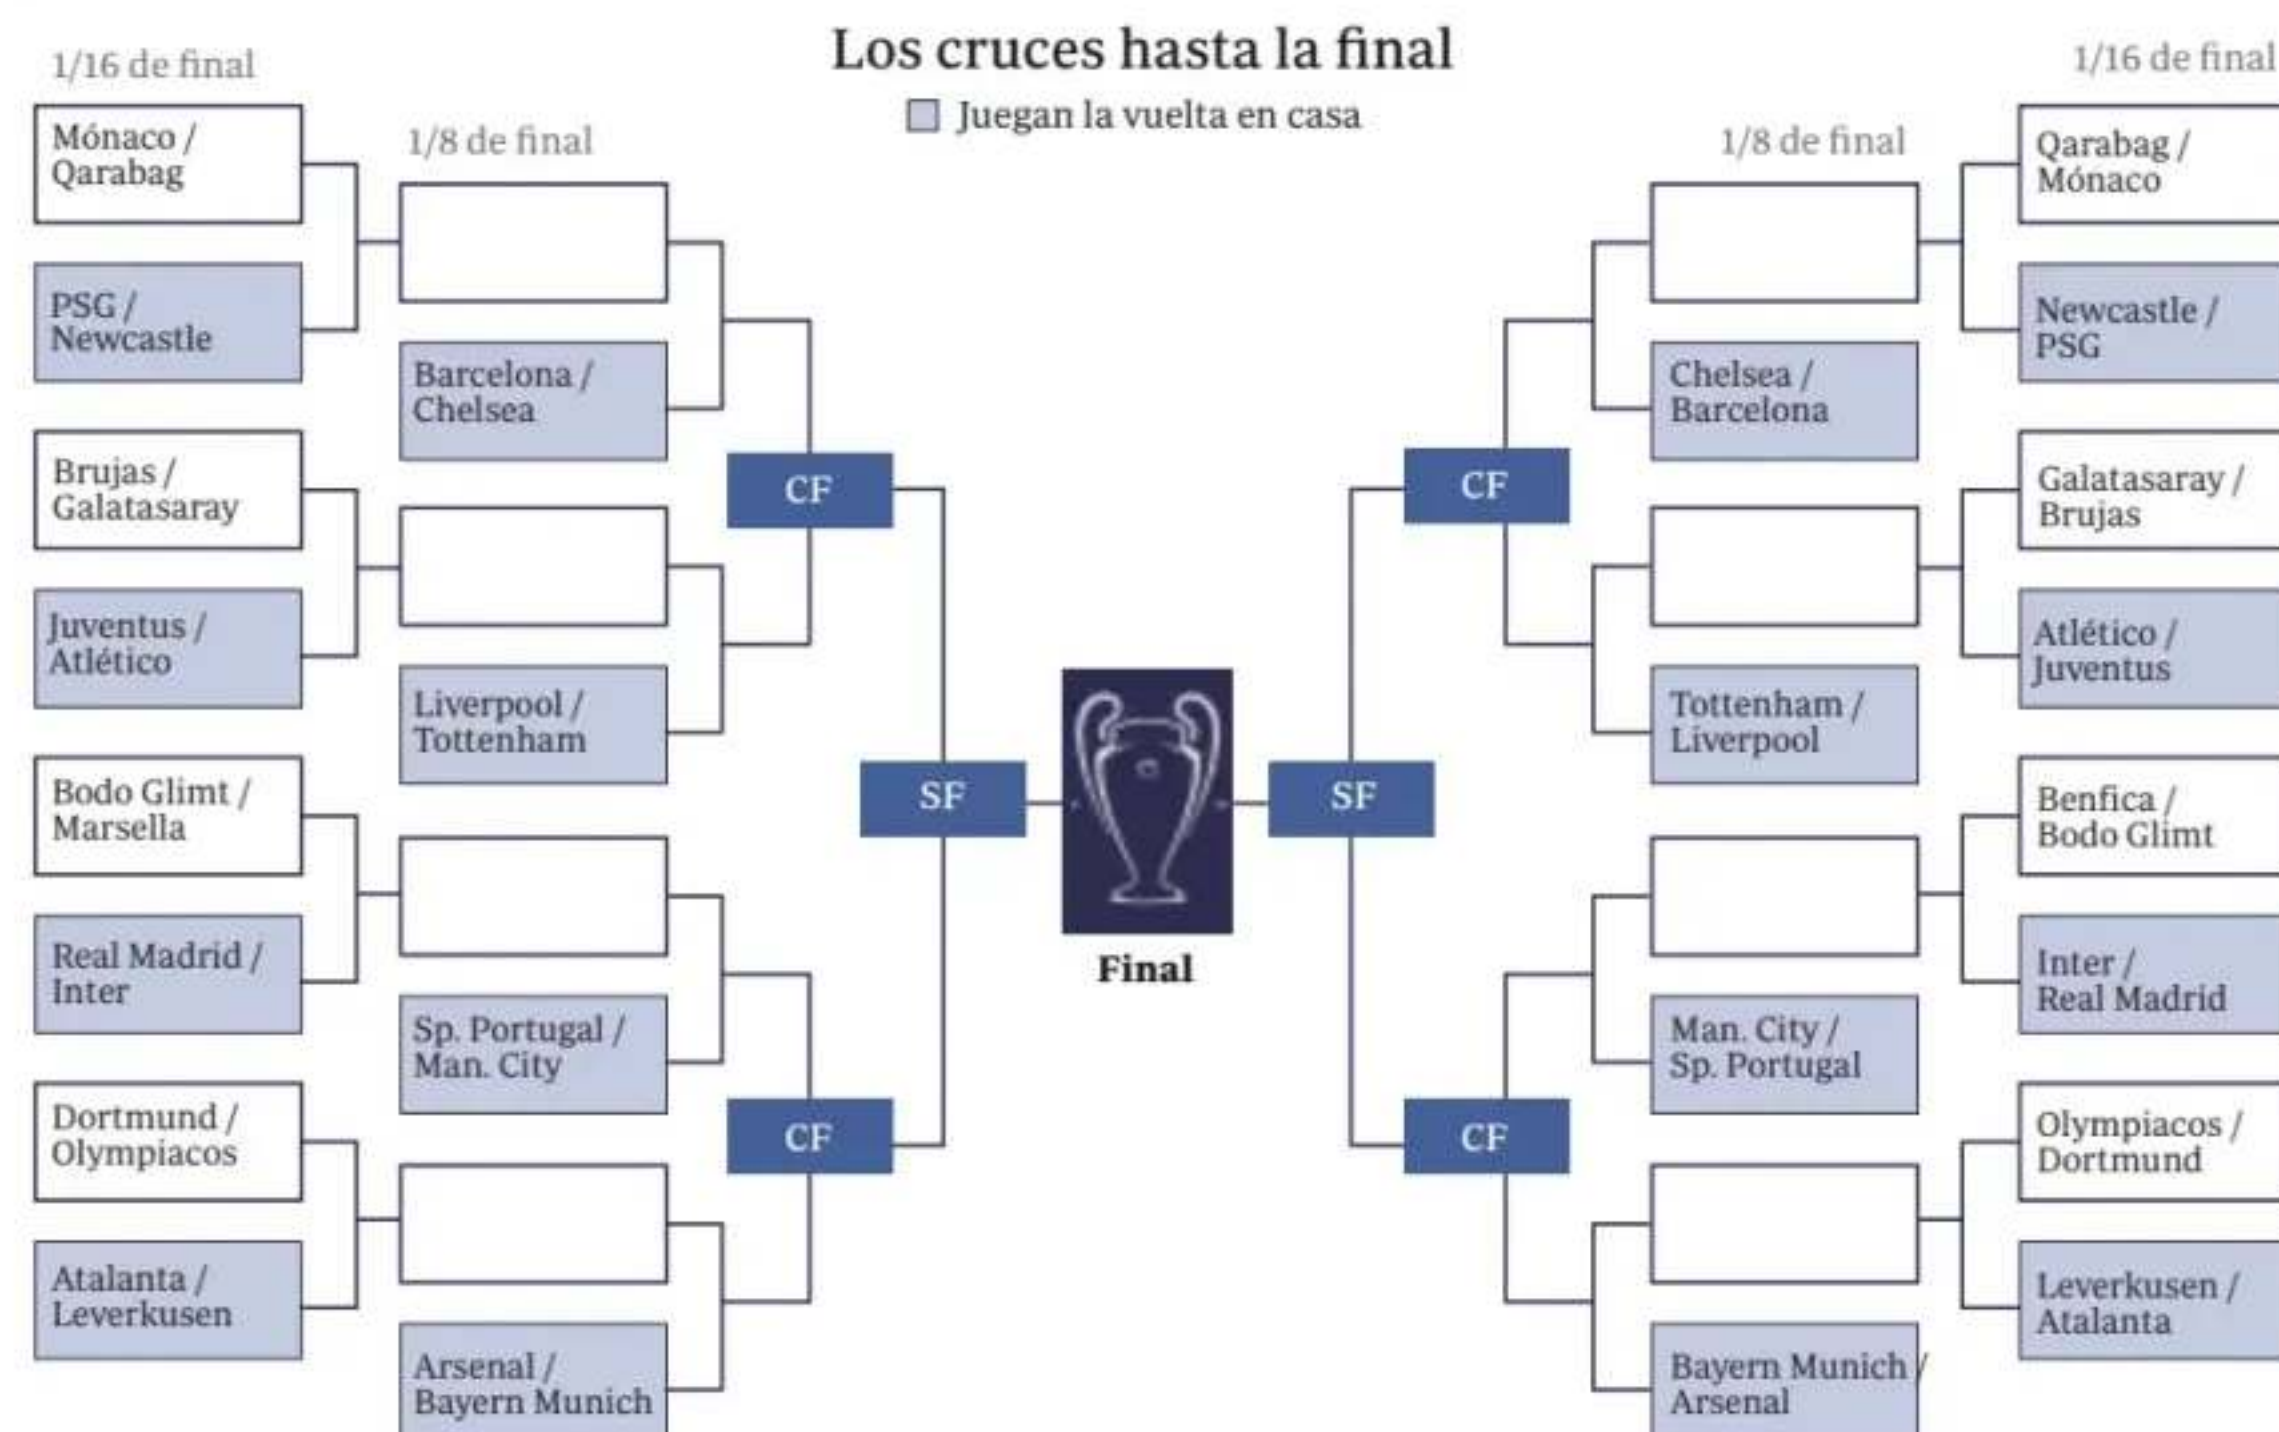 Los cruces hasta la final
Juegan la vuelta en casa
1/16 de final
Mónaco /
Qarabag
PSG /
Newcastle
Brujas /
Galatasaray
Juventus /
Atlético
Bodo Glimt /
Marsella
Real Madrid /
Inter
Dortmund /
Olympiacos
Atalanta /
Leverkusen
1/8 de final
Barcelona /
Chelsea
Liverpool /
Tottenham
Sp. Portugal /
Man. City
Arsenal /
Bayern Munich
CF
CF
SF
Final
SF
CF
CF
1/8 de final
Chelsea /
Barcelona
Tottenham /
Liverpool
Man. City /
Sp. Portugal
Bayern Munich /
Arsenal
1/16 de final
Qarabag /
Mónaco
Newcastle /
PSG
Galatasaray /
Brujas
Atlético /
Juventus
Benfica /
Bodo Glimt
Inter /
Real Madrid
Olympiacos /
Dortmund
Leverkusen /
Atalanta